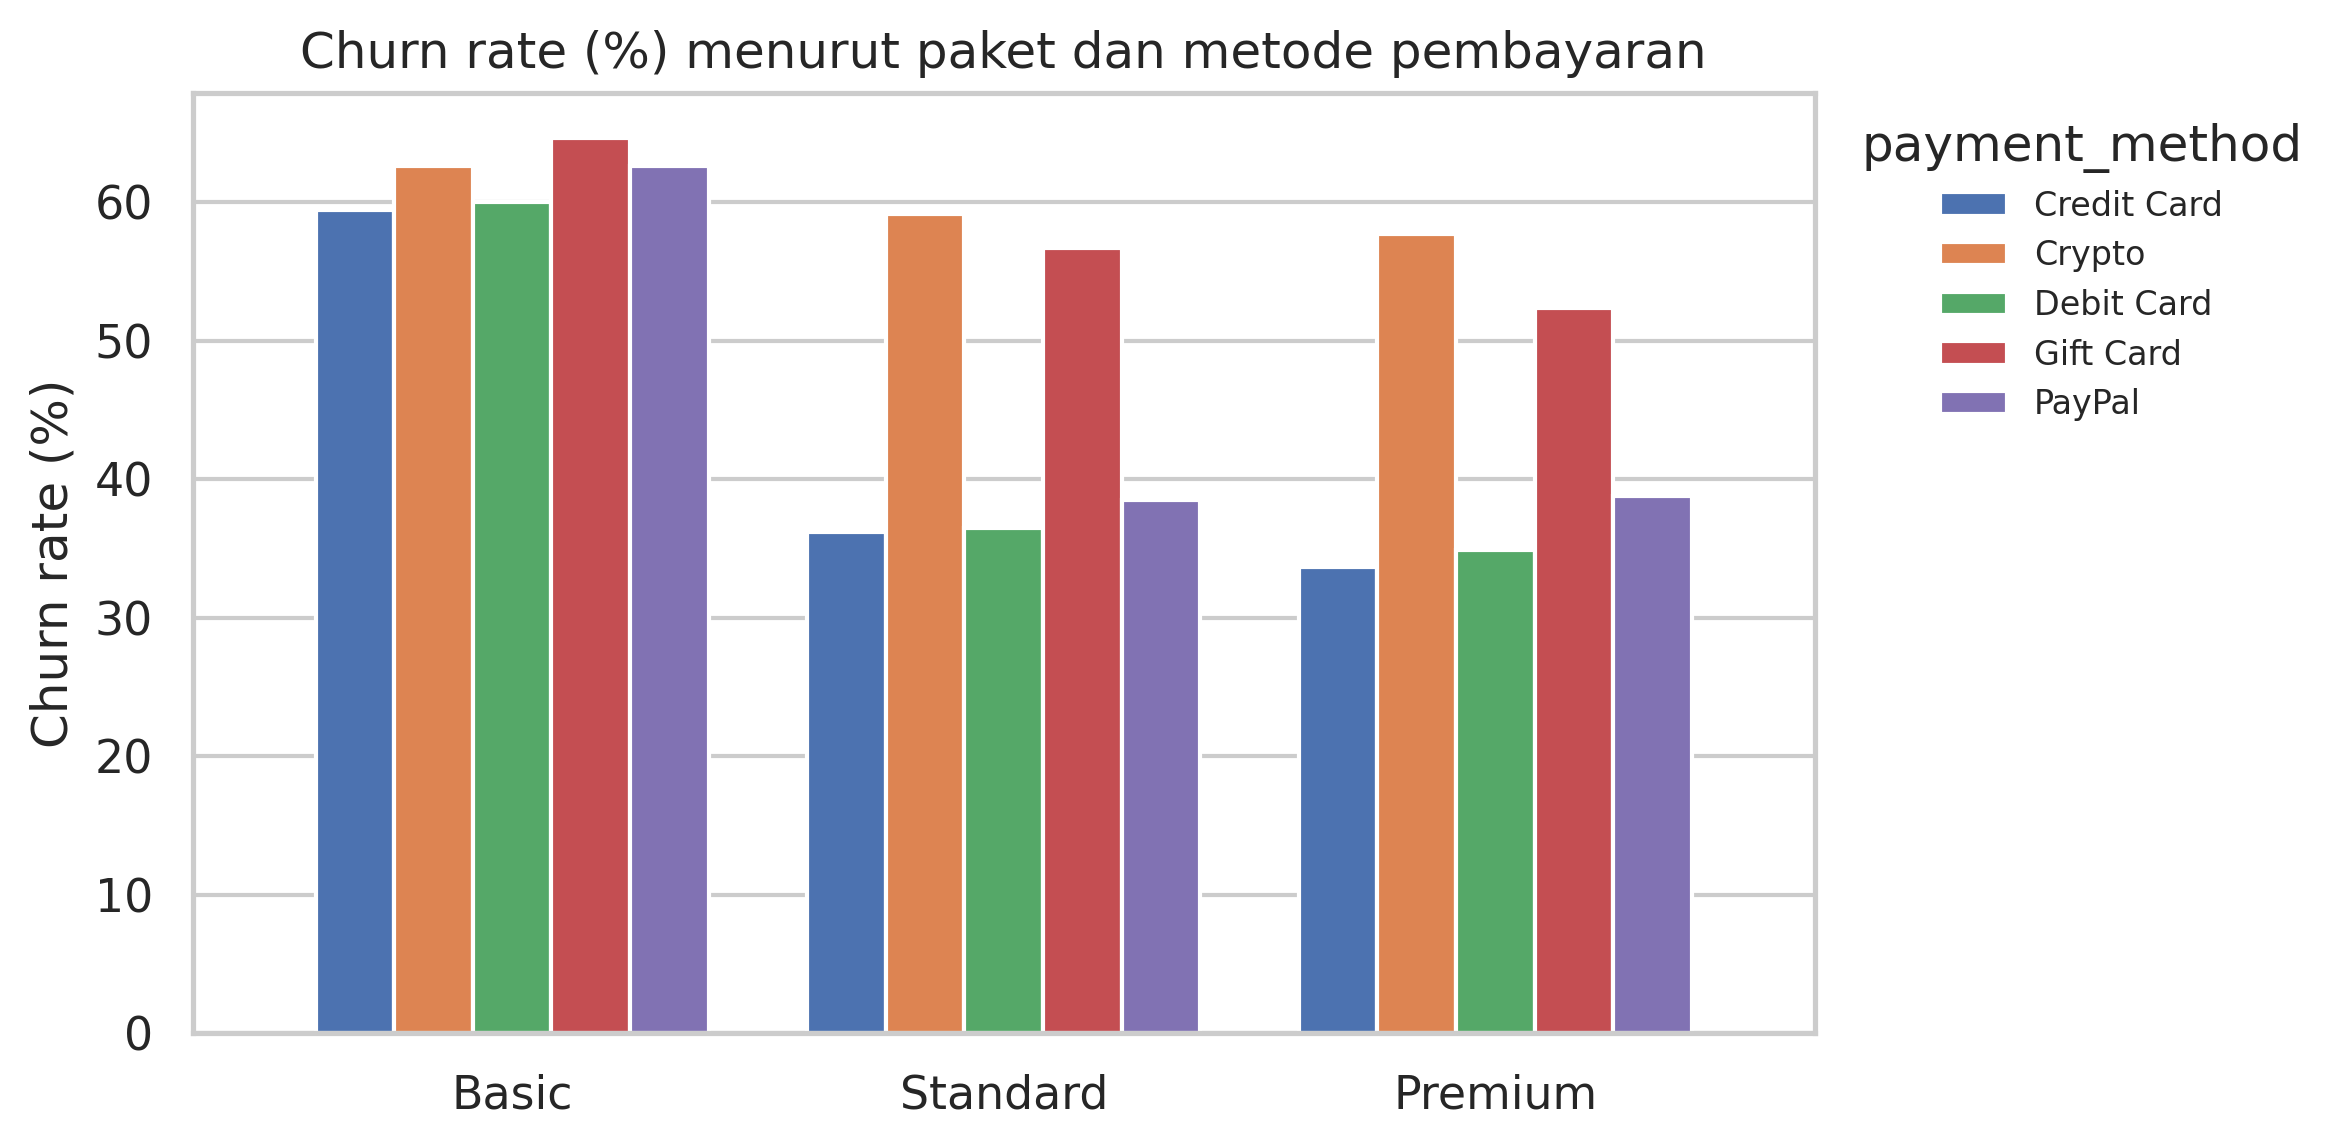 Churn rate (%) menurut paket dan metode pembayaran
Churn rate (%)
60
50
40
30
20
10
0
Basic
Standard
Premium
payment_method
Credit Card
Crypto
Debit Card
Gift Card
PayPal